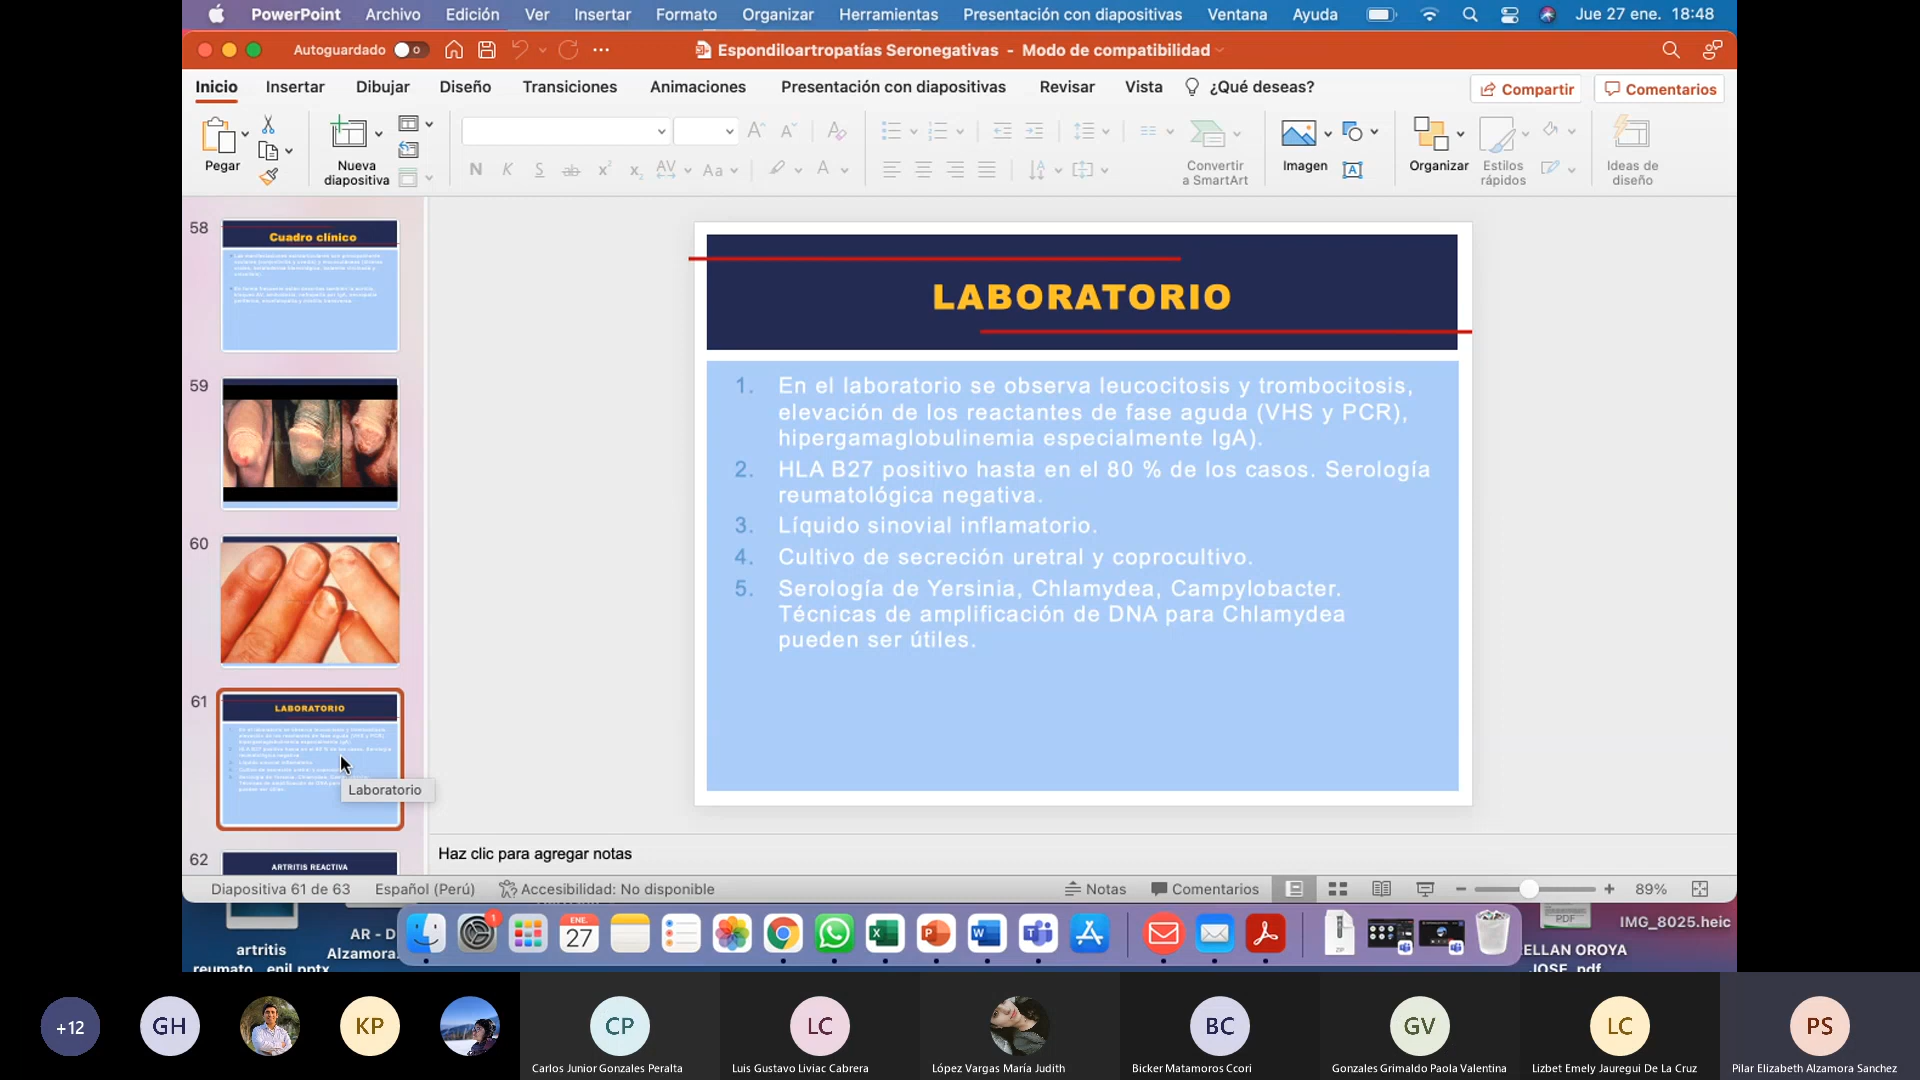 PowerPoint Archivo Edición Ver Insertar Formato Organizar Herramientas Presentación con diapositivas Ventana Ayuda Jue 27 ene. 18:48
Autoguardado Espondiloartropatías Seronegativas - Modo de compatibilidad
Inicio Insertar Dibujar Diseño Transiciones Animaciones Presentación con diapositivas Revisar Vista ¿Qué deseas? Compartir Comentarios
Pegar
Nueva
diapositiva
Convertir
a SmartArt
Imagen
Organizar
Estilos
rápidos
Ideas de
diseño
58
Cuadro clínico
59
60
61
LABORATORIO
Laboratorio
62
ARTRITIS REACTIVA
LABORATORIO
1. En el laboratorio se observa leucocitosis y trombocitosis,
elevación de los reactantes de fase aguda (VHS y PCR),
hipergamaglobulinemia especialmente IgA).
2. HLA B27 positivo hasta en el 80 % de los casos. Serología
reumatológica negativa.
3. Líquido sinovial inflamatorio.
4. Cultivo de secreción uretral y coprocultivo.
5. Serología de Yersinia, Chlamydea, Campylobacter.
Técnicas de amplificación de DNA para Chlamydea
pueden ser útiles.
Haz clic para agregar notas
Diapositiva 61 de 63 Español (Perú) Accesibilidad: No disponible Notas Comentarios 89%
artritis
reumato...enil.pptx
AR - D
Alzamora.
ENE.
27
1
ZIP
PDF
IMG_8025.heic
ELLAN OROYA
JOSE .pdf
+12 GH KP CP LC BC GV LC PS
Carlos Junior Gonzales Peralta Luis Gustavo Liviac Cabrera López Vargas María Judith Bicker Matamoros Ccori Gonzales Grimaldo Paola Valentina Lizbet Emely Jauregui De La Cruz Pilar Elizabeth Alzamora Sanchez